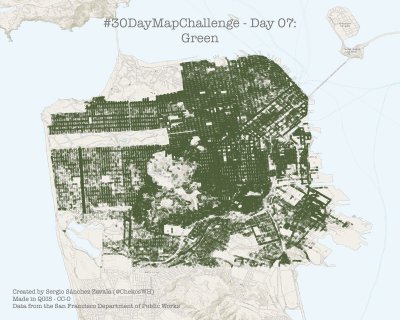 #30DayMapChallenge - Day 07:
Green
Created by Sergio Sánchez Zavala (@ChekosWH)
Made in QGIS - CC-0
Data from the San Francisco Department of Public Works